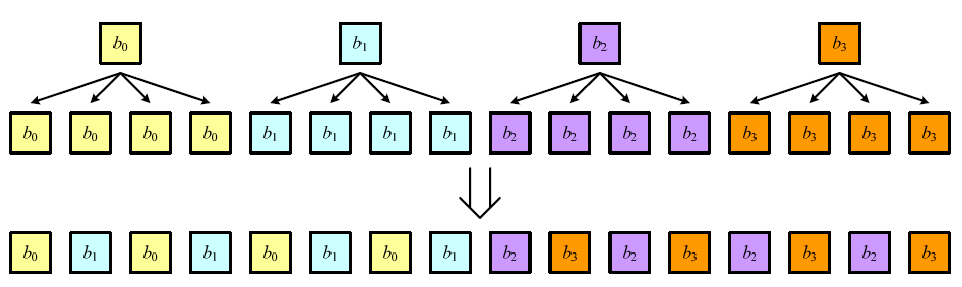 b₀ b₁ b₂ b₃
b₀ b₀ b₀ b₀ b₁ b₁ b₁ b₁ b₂ b₂ b₂ b₂ b₃ b₃ b₃ b₃
b₀ b₁ b₀ b₁ b₀ b₁ b₀ b₁ b₂ b₃ b₂ b₃ b₂ b₃ b₂ b₃